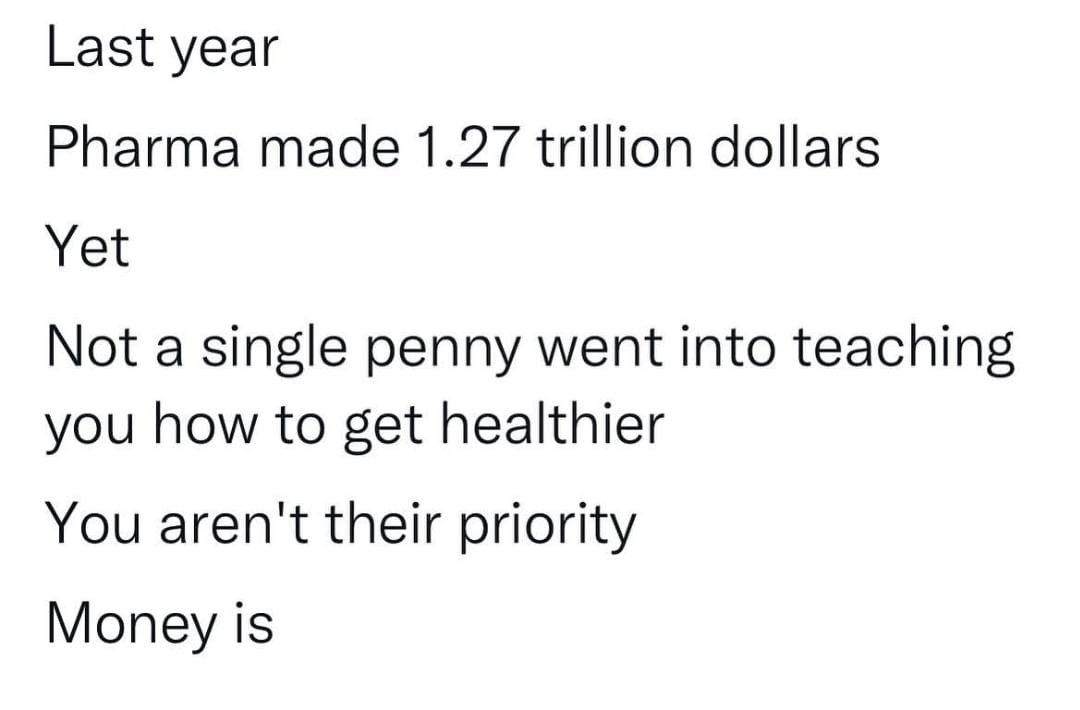 Last year
Pharma made 1.27 trillion dollars
Yet
Not a single penny went into teaching
you how to get healthier
You aren't their priority
Money is